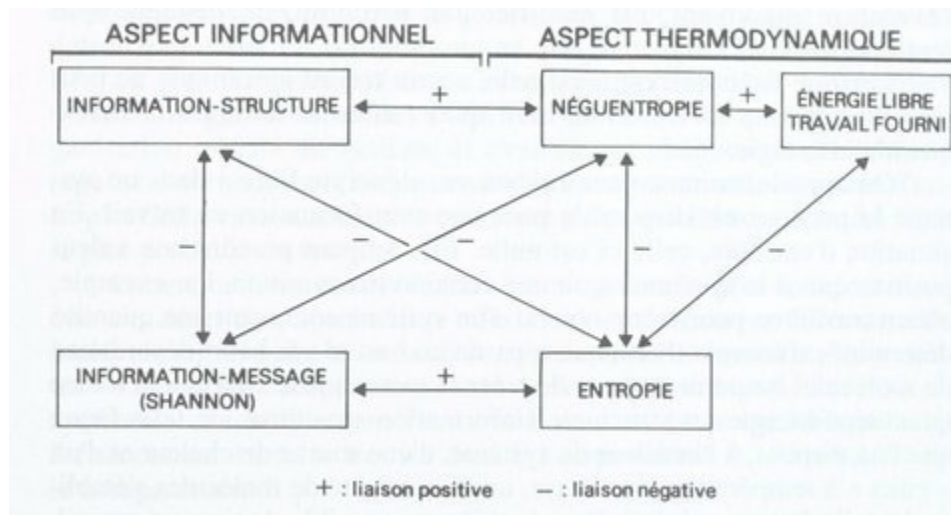 ASPECT INFORMATIONNEL
ASPECT THERMODYNAMIQUE
INFORMATION-STRUCTURE
+
NÉGUENTROPIE
+
ÉNERGIE LIBRE
TRAVAIL FOURNI
–
–
–
–
–
INFORMATION-MESSAGE
(SHANNON)
+
ENTROPIE
+ : liaison positive
– : liaison négative